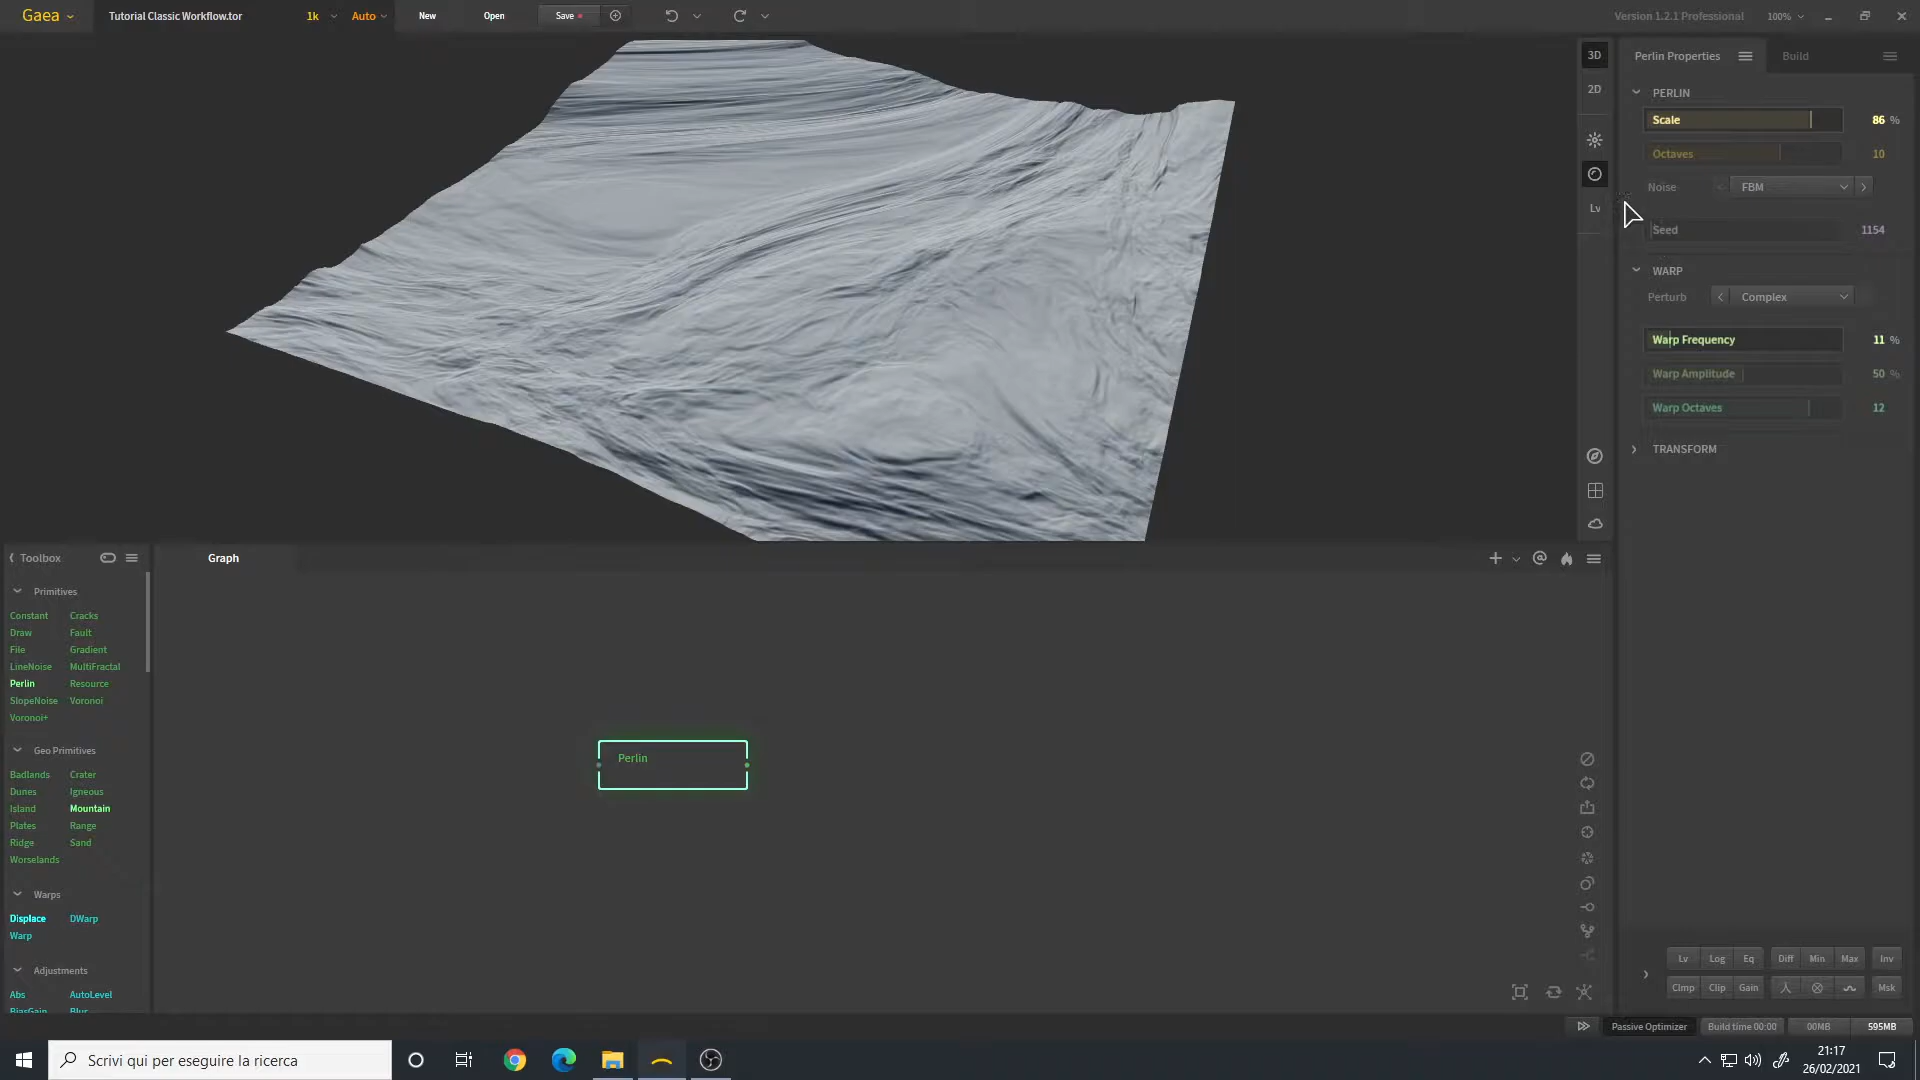 Gaea
Tutorial Classic Workflow.tor
1k
Auto
New
Open
Save
Version 1.2.1 Professional
100%
3D
2D
Lv
Perlin Properties
Build
PERLIN
Scale 86 %
Octaves 10
Noise FBM
Seed 1154
WARP
Perturb Complex
Warp Frequency 11 %
Warp Amplitude 50 %
Warp Octaves 12
TRANSFORM
Toolbox
Graph
Primitives
Constant Cracks
Draw Fault
File Gradient
LineNoise MultiFractal
Perlin Resource
SlopeNoise Voronoi
Voronoi+
Geo Primitives
Badlands Crater
Dunes Igneous
Island Mountain
Plates Range
Ridge Sand
Worselands
Warps
Displace DWarp
Warp
Adjustments
Abs AutoLevel
BiasGain Blur
Perlin
Lv Log Eq Diff Min Max Inv
Clmp Clip Gain Msk
Passive Optimizer
Build time 00:00
00MB
595MB
Scrivi qui per eseguire la ricerca
21:17
26/02/2021